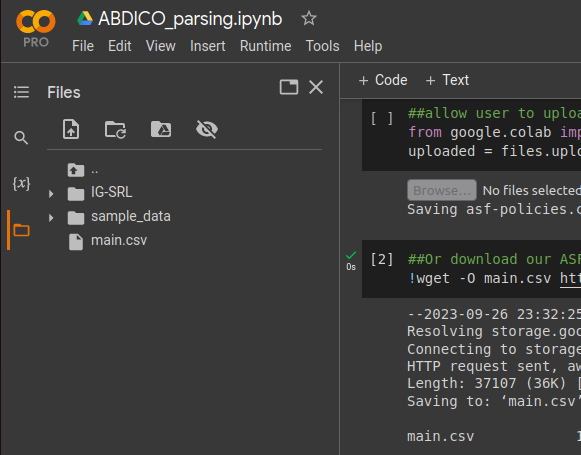 ABDICO_parsing.ipynb
PRO
File Edit View Insert Runtime Tools Help
Files
+ Code + Text
..
IG-SRL
sample_data
main.csv
{x}
[ ] ##allow user to uploa
from google.colab imp
uploaded = files.uplo
Browse... No files selected
Saving asf-policies.c
0s
[2] ##Or download our ASF
!wget -O main.csv htt
--2023-09-26 23:32:25
Resolving storage.goo
Connecting to storage
HTTP request sent, aw
Length: 37107 (36K) [
Saving to: ‘main.csv’
main.csv 1